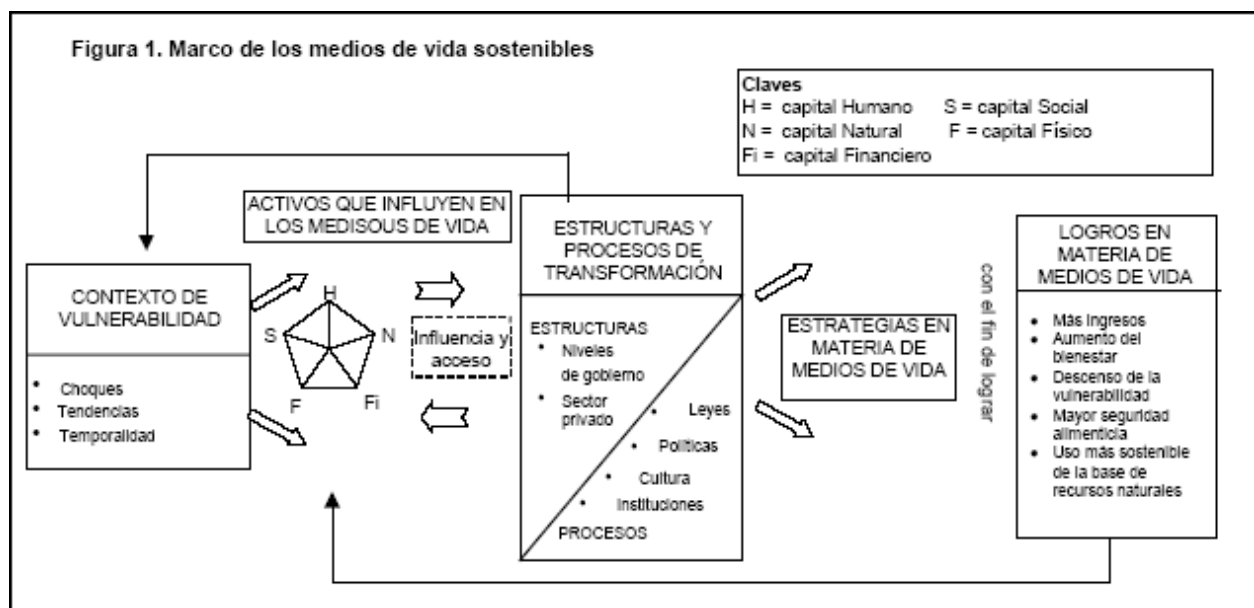 Figura 1. Marco de los medios de vida sostenibles
Claves
H = capital Humano S = capital Social
N = capital Natural F = capital Físico
Fi = capital Financiero
ACTIVOS QUE INFLUYEN EN
LOS MEDISOUS DE VIDA
CONTEXTO DE
VULNERABILIDAD
• Choques
• Tendencias
• Temporalidad
H
S
N
F
Fi
Influencia y
acceso
ESTRUCTURAS Y
PROCESOS DE
TRANSFORMACIÓN
ESTRUCTURAS
• Niveles
de gobierno
• Sector
privado
• Leyes
• Políticas
• Cultura
• Instituciones
PROCESOS
ESTRATEGIAS EN
MATERIA DE
MEDIOS DE VIDA
con el fin de lograr
LOGROS EN
MATERIA DE
MEDIOS DE VIDA
• Más ingresos
• Aumento del
bienestar
• Descenso de la
vulnerabilidad
• Mayor seguridad
alimenticia
• Uso más sostenible
de la base de
recursos naturales